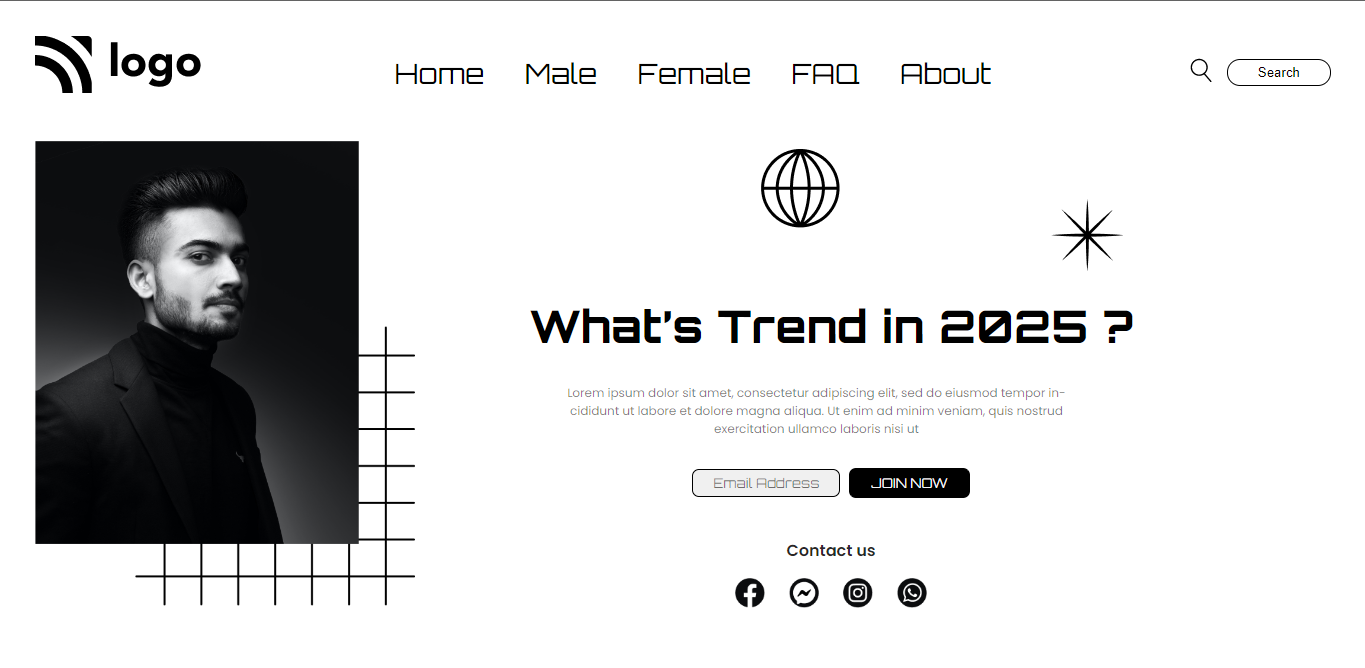 logo
Home Male Female FAQ About
Search
What's Trend in 2025 ?
Lorem ipsum dolor sit amet, consectetur adipiscing elit, sed do eiusmod tempor in-
cididunt ut labore et dolore magna aliqua. Ut enim ad minim veniam, quis nostrud
exercitation ullamco laboris nisi ut
Email Address JOIN NOW
Contact us